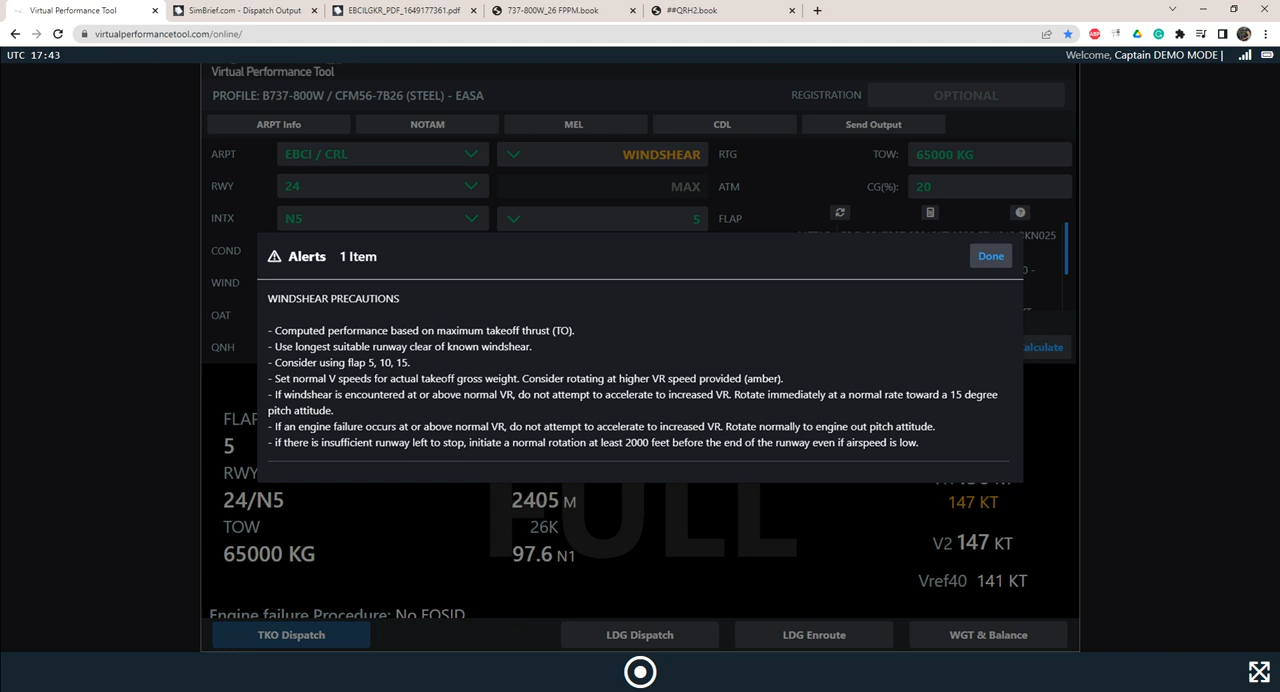 Virtual Performance Tool
SimBrief.com - Dispatch Output
EBCILGKR_PDF_1649177361.pdf
737-800W_26 FPPM.book
##QRH2.book
virtualperformancetool.com/online/
UTC 17:43
Welcome, Captain DEMO MODE |
Virtual Performance Tool
PROFILE: B737-800W / CFM56-7B26 (STEEL) - EASA
REGISTRATION
OPTIONAL
ARPT Info
NOTAM
MEL
CDL
Send Output
ARPT
EBCI / CRL
WINDSHEAR
RTG
TOW:
65000 KG
RWY
24
MAX
ATM
CG(%):
20
INTX
N5
5
FLAP
COND
WIND
OAT
QNH
Alerts 1 Item
Done
WINDSHEAR PRECAUTIONS
- Computed performance based on maximum takeoff thrust (TO).
- Use longest suitable runway clear of known windshear.
- Consider using flap 5, 10, 15.
- Set normal V speeds for actual takeoff gross weight. Consider rotating at higher VR speed provided (amber).
- If windshear is encountered at or above normal VR, do not attempt to accelerate to increased VR. Rotate immediately at a normal rate toward a 15 degree
pitch attitude.
- If an engine failure occurs at or above normal VR, do not attempt to accelerate to increased VR. Rotate normally to engine out pitch attitude.
- if there is insufficient runway left to stop, initiate a normal rotation at least 2000 feet before the end of the runway even if airspeed is low.
alculate
FLAP
5
RWY
24/N5
TOW
65000 KG
2405 M
26K
97.6 N1
FULL
147 KT
V2 147 KT
Vref40 141 KT
Engine failure Procedure: No EOSID
TKO Dispatch
LDG Dispatch
LDG Enroute
WGT & Balance